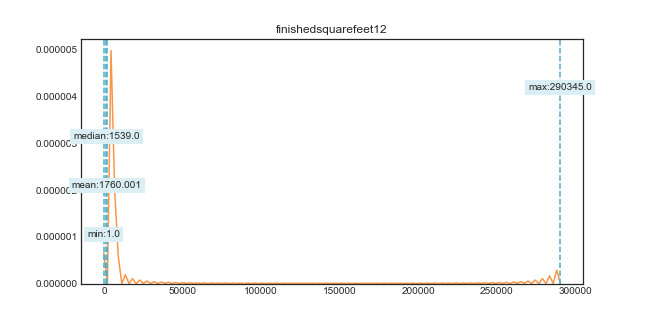 finishedsquarefeet12
0.000005
max:290345.0
0.000004
median:1539.0
mean:1760.001
min:1.0
0.000001
0.000000
0
50000
100000
150000
200000
250000
300000